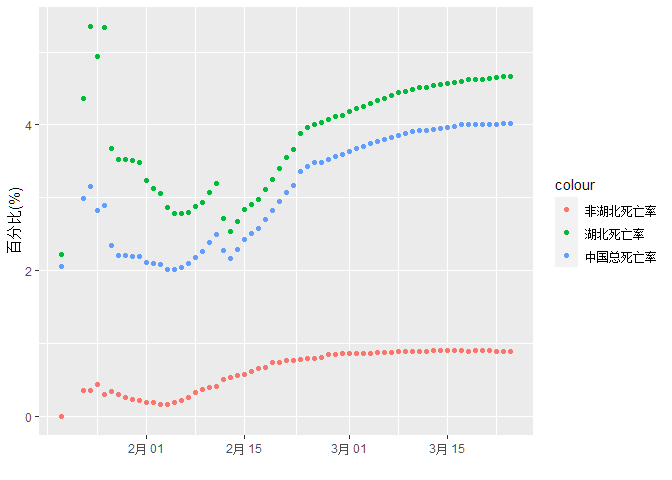 百分比(%)
4
2
0
2月 01
2月 15
3月 01
3月 15
colour
非湖北死亡率
湖北死亡率
中国总死亡率